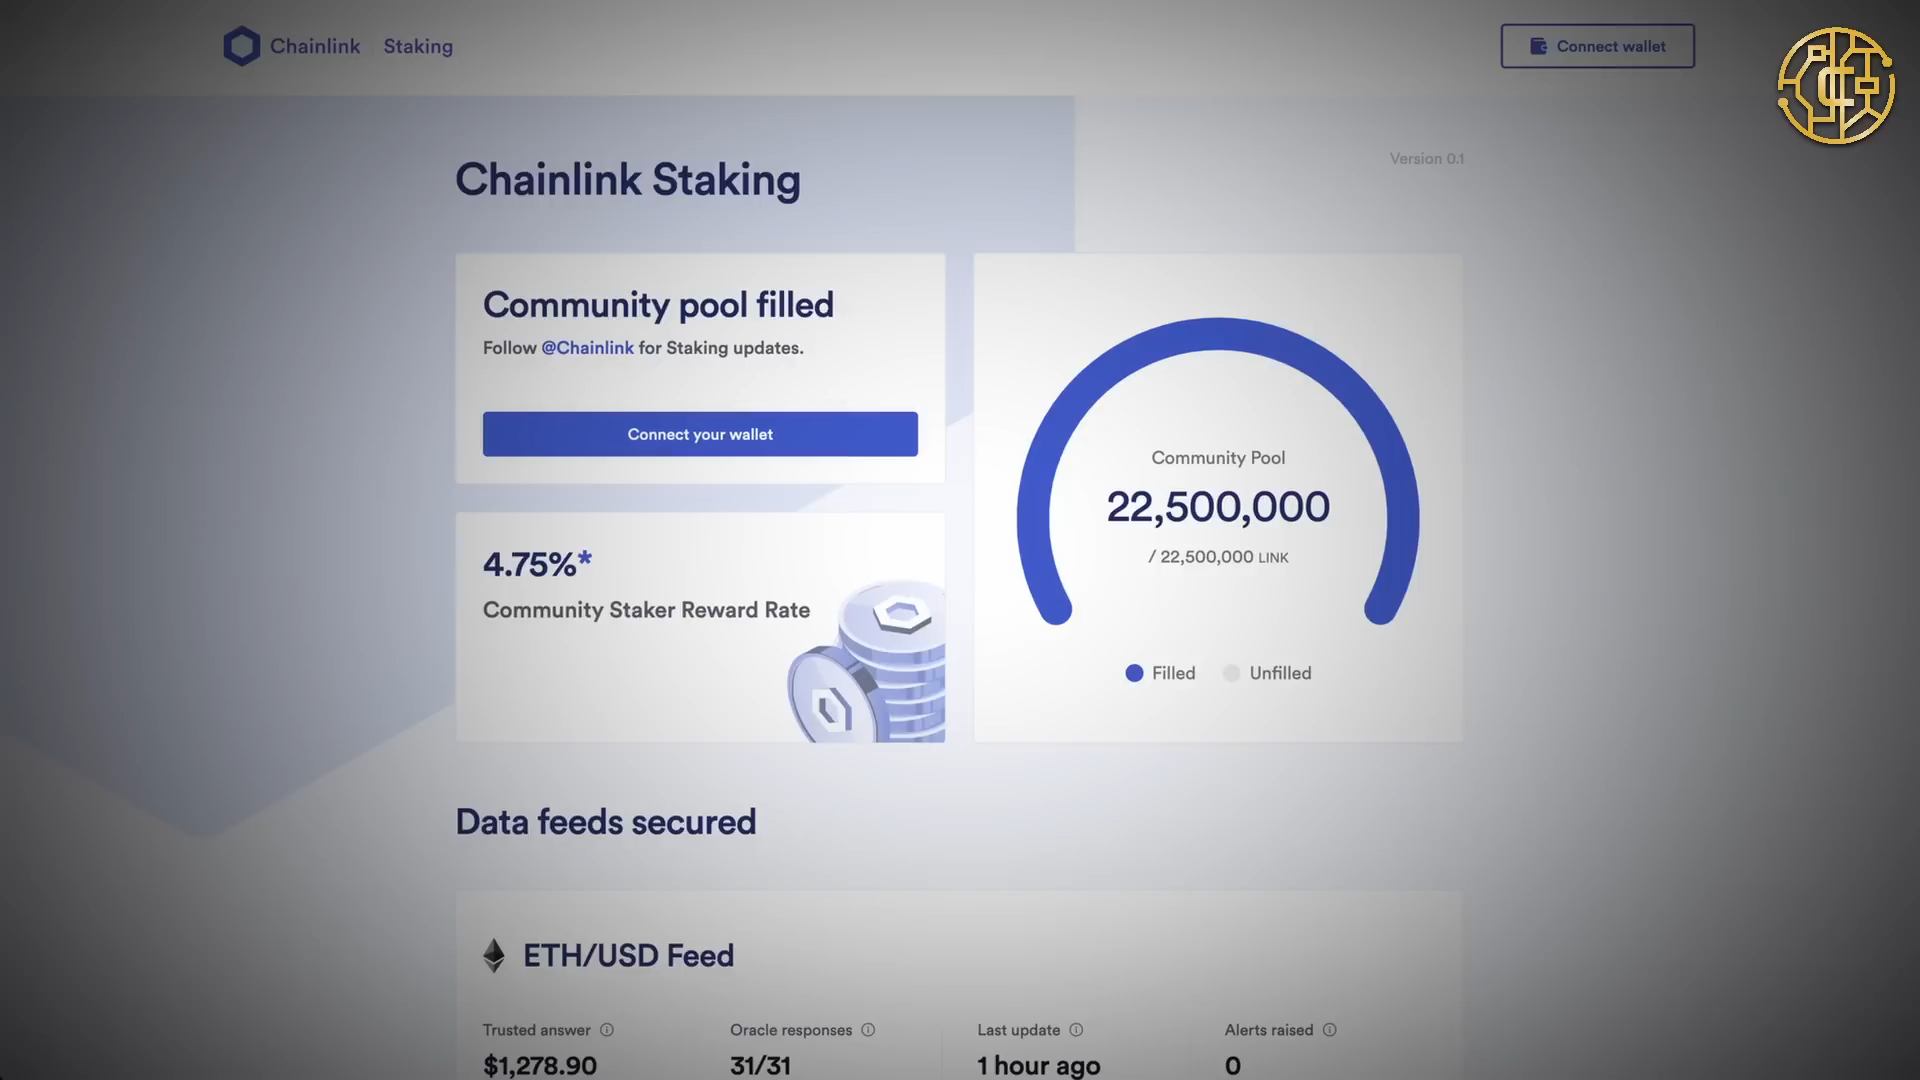 Chainlink Staking
Connect wallet
Version 0.1
Chainlink Staking
Community pool filled
Follow @Chainlink for Staking updates.
Connect your wallet
4.75%*
Community Staker Reward Rate
Community Pool
22,500,000
/ 22,500,000 LINK
Filled
Unfilled
Data feeds secured
ETH/USD Feed
Trusted answer
$1,278.90
Oracle responses
31/31
Last update
1 hour ago
Alerts raised
0